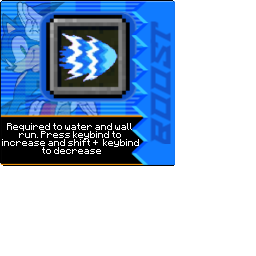 BOOST
Required to water and wall
run. Press keybind to
increase and shift + keybind
to decrease